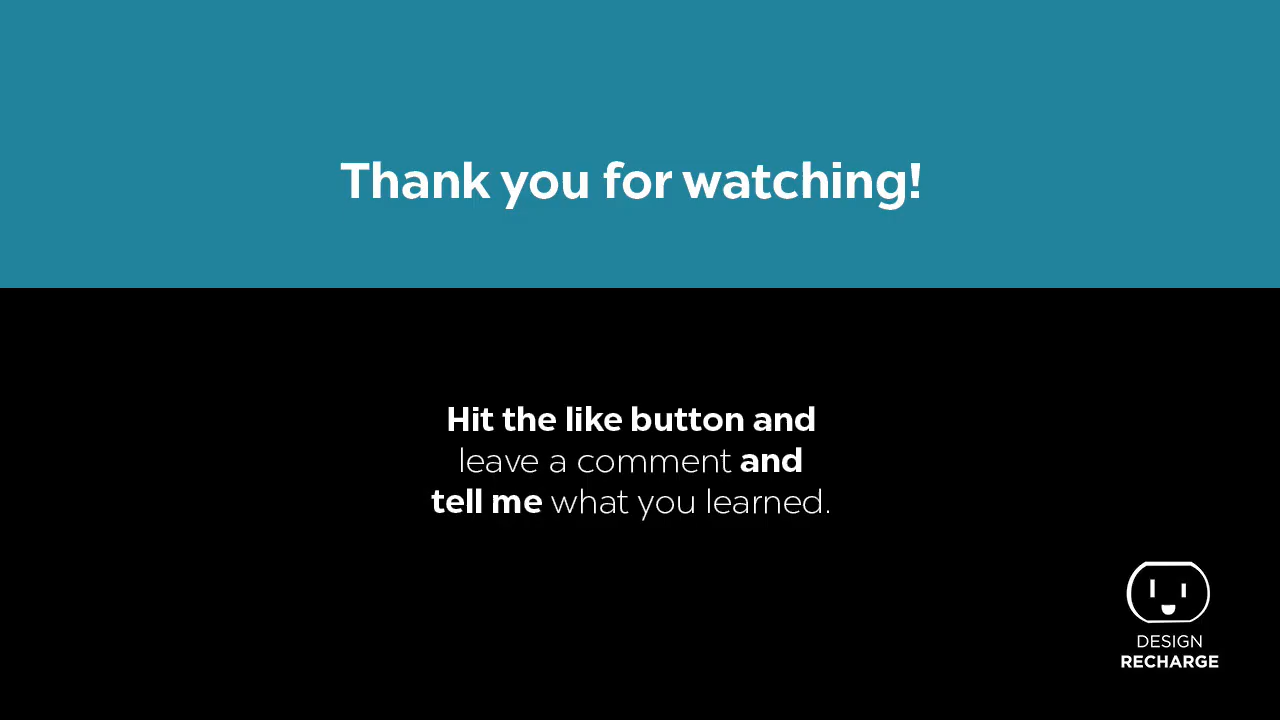 Thank you for watching!
Hit the like button and
leave a comment and
tell me what you learned.
DESIGN
RECHARGE